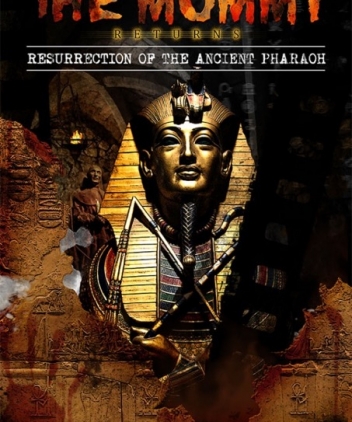 THE MUMMY
RETURNS
RESURRECTION OF THE ANCIENT PHARAOH